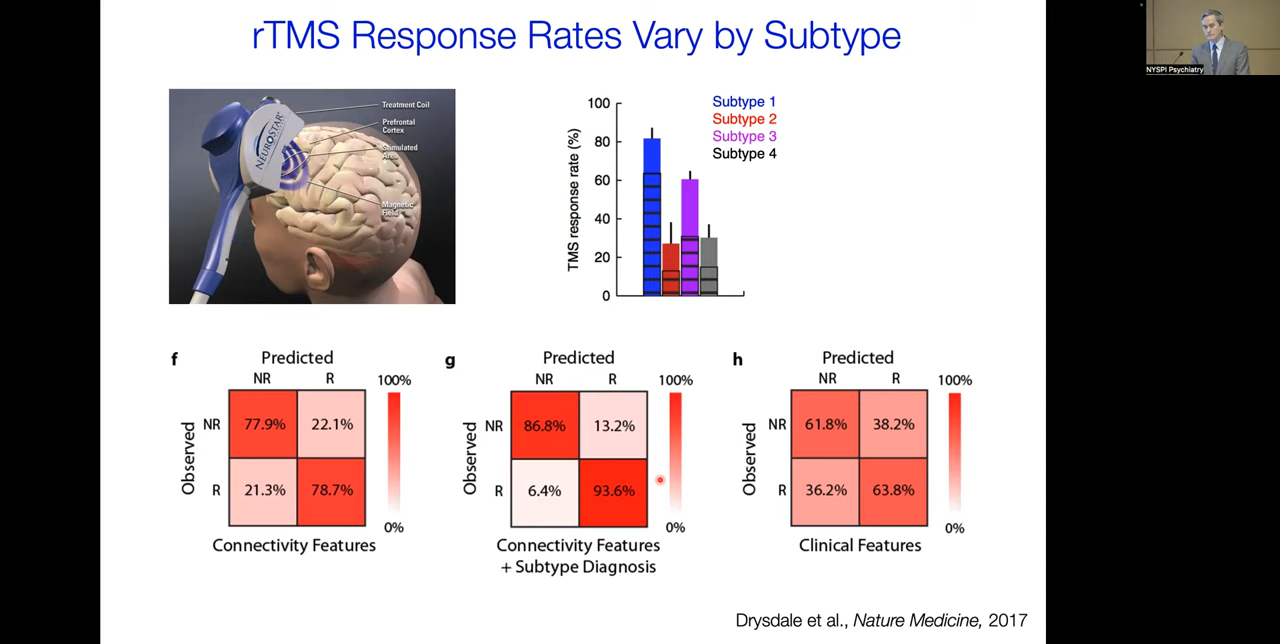 rTMS Response Rates Vary by Subtype
NYSPI Psychiatry
Treatment Coil
Prefrontal
Cortex
Stimulated
Area
Magnetic
Field
NEUROSTAR
TMS response rate (%)
100
80
60
40
20
0
Subtype 1
Subtype 2
Subtype 3
Subtype 4
f
Predicted
NR R
100%
Observed
NR 77.9% 22.1%
R 21.3% 78.7%
0%
Connectivity Features
g
Predicted
NR R
100%
Observed
NR 86.8% 13.2%
R 6.4% 93.6%
0%
Connectivity Features
+ Subtype Diagnosis
h
Predicted
NR R
100%
Observed
NR 61.8% 38.2%
R 36.2% 63.8%
0%
Clinical Features
Drysdale et al., Nature Medicine, 2017